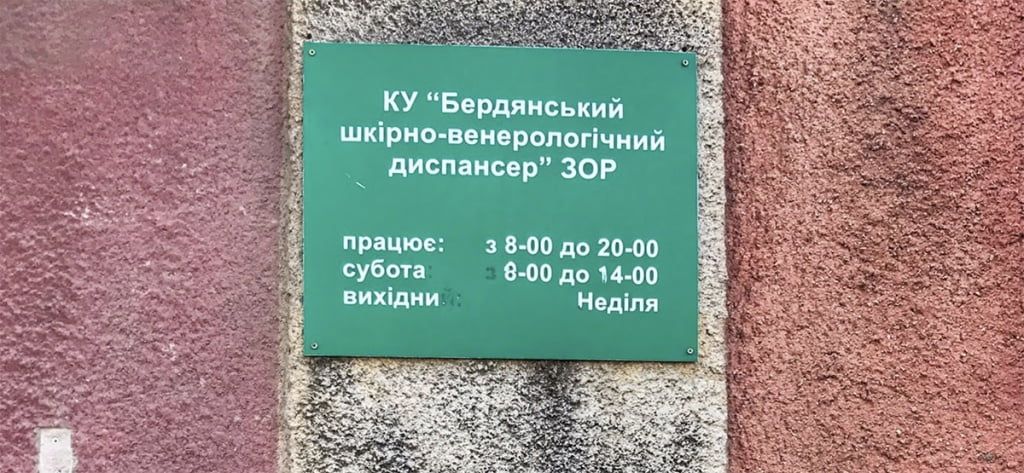 КУ “Бердянський
шкірно-венерологічний
диспансер” ЗОР
працює: з 8-00 до 20-00
субота: з 8-00 до 14-00
вихідний: Неділя